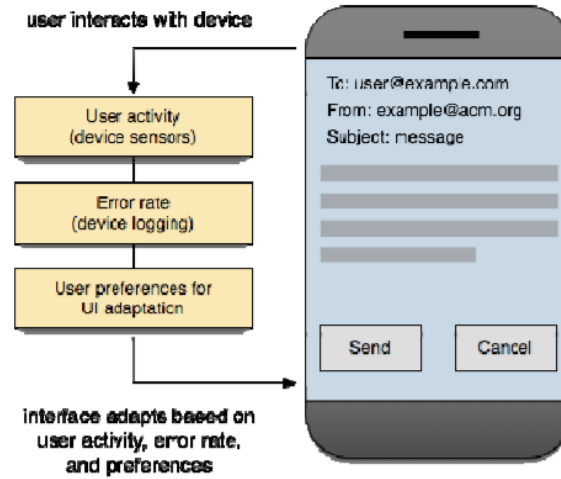 user interacts with device
User activity
(device sensors)
Error rate
(device logging)
User preferences for
UI adaptation
interface adapts based on
user activity, error rate,
and preferences
To: user@example.com
From: example@acm.org
Subject: message
Send
Cancel